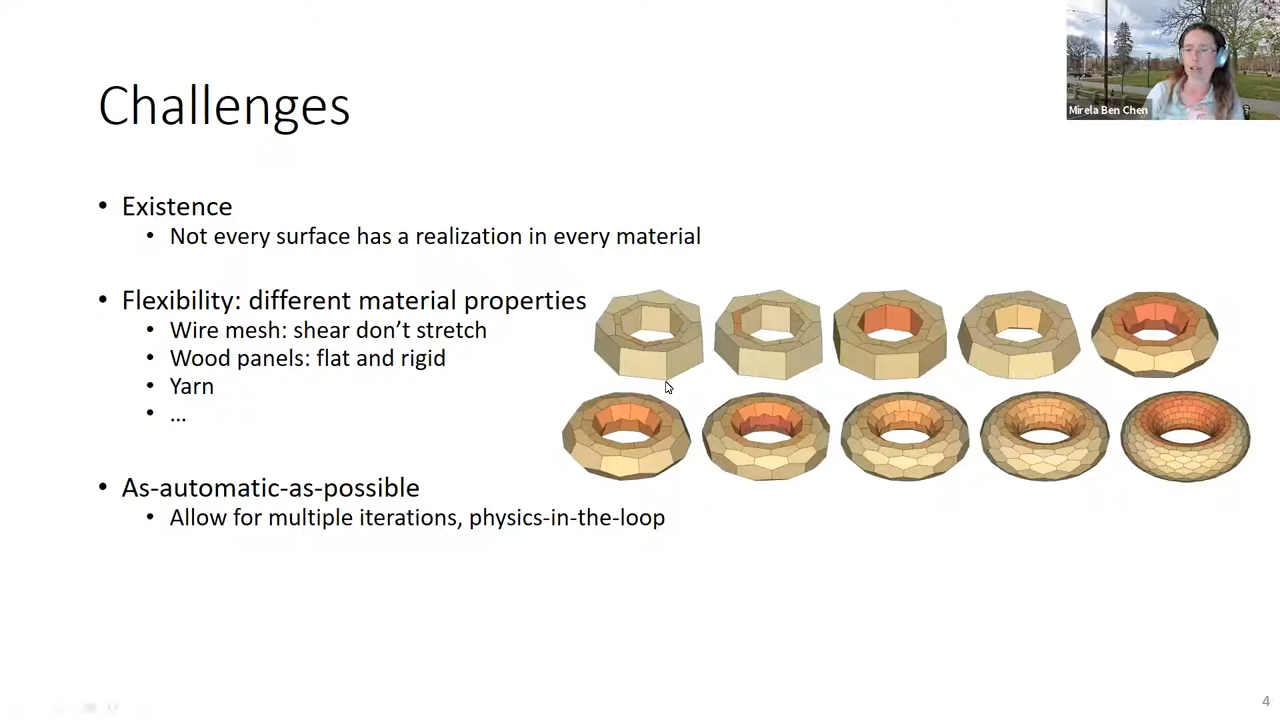 Mirela Ben Chen
Challenges
• Existence
• Not every surface has a realization in every material
• Flexibility: different material properties
• Wire mesh: shear don’t stretch
• Wood panels: flat and rigid
• Yarn
• …
• As-automatic-as-possible
• Allow for multiple iterations, physics-in-the-loop
4